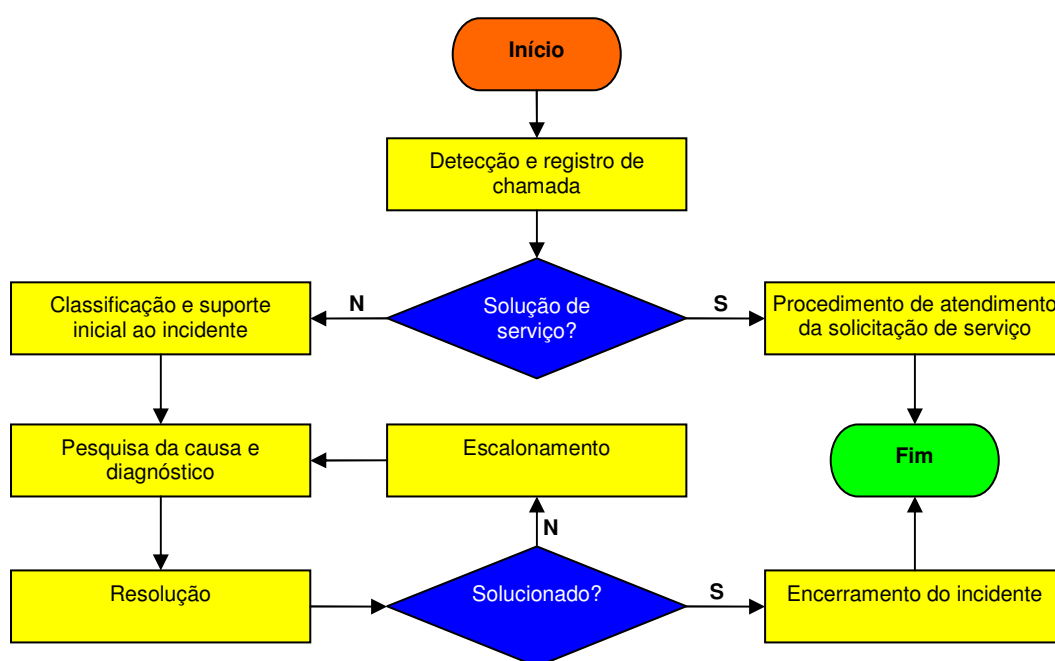 Início
Detecção e registro de
chamada
Classificação e suporte
inicial ao incidente
N
Solução de
serviço?
S
Procedimento de atendimento
da solicitação de serviço
Pesquisa da causa e
diagnóstico
Escalonamento
Fim
N
Resolução
Solucionado?
S
Encerramento do incidente